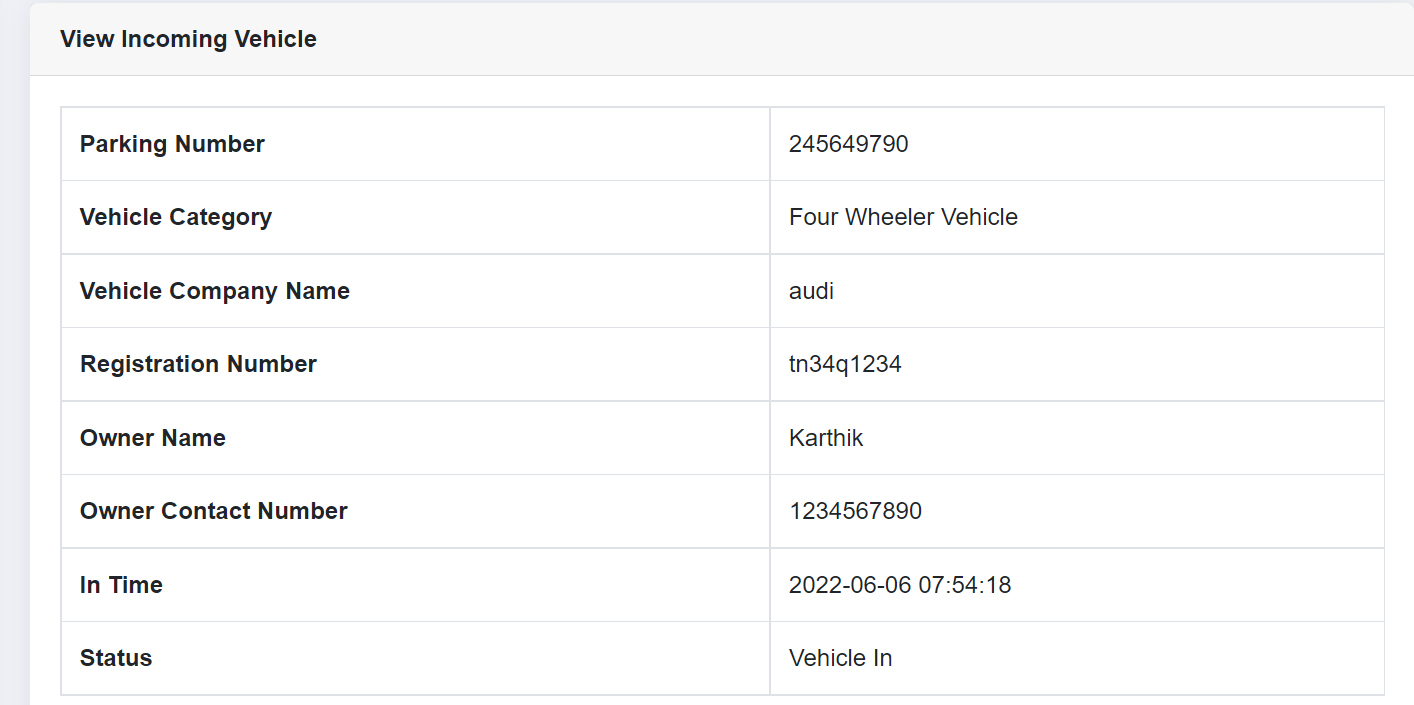 View Incoming Vehicle
Parking Number 245649790
Vehicle Category Four Wheeler Vehicle
Vehicle Company Name audi
Registration Number tn34q1234
Owner Name Karthik
Owner Contact Number 1234567890
In Time 2022-06-06 07:54:18
Status Vehicle In